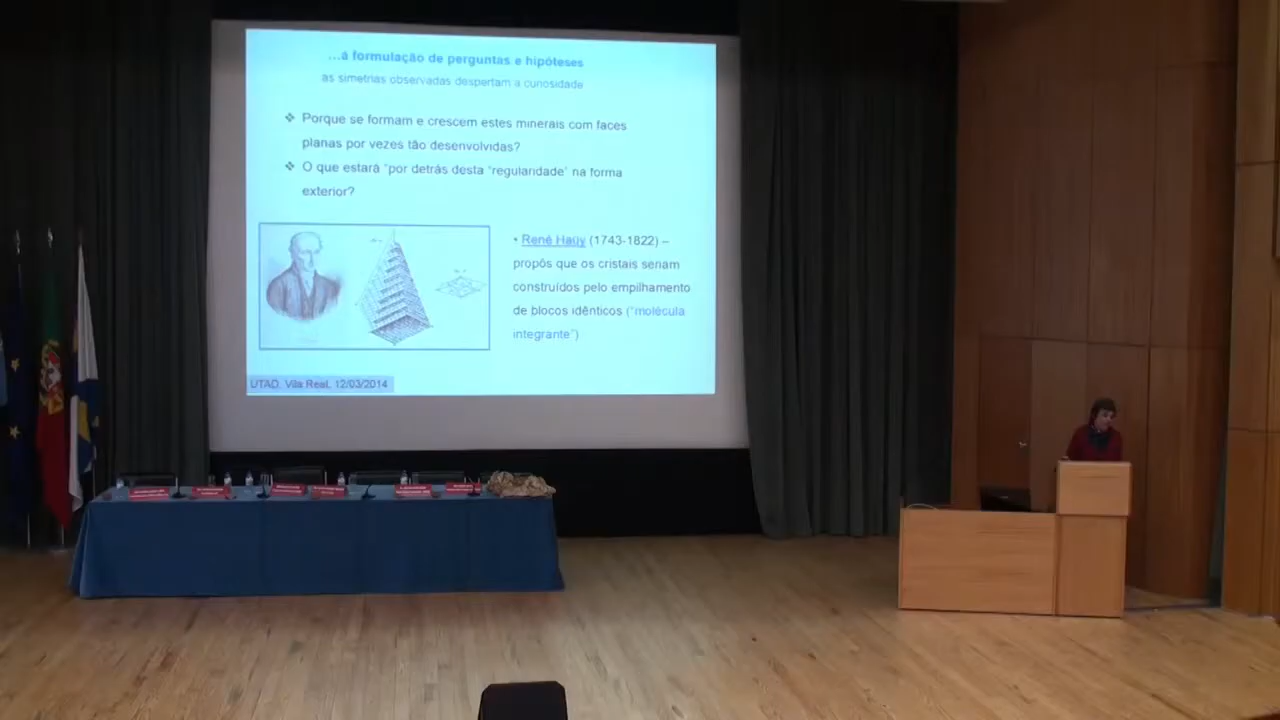 ...à formulação de perguntas e hipóteses
as simetrias observadas despertam a curiosidade
❖ Porque se formam e crescem estes minerais com faces
planas por vezes tão desenvolvidas?
❖ O que estará "por detrás desta "regularidade" na forma
exterior?
• René Haüy (1743-1822) –
propôs que os cristais seriam
construídos pelo empilhamento
de blocos idênticos ("molécula
integrante")
UTAD, Vila Real, 12/03/2014